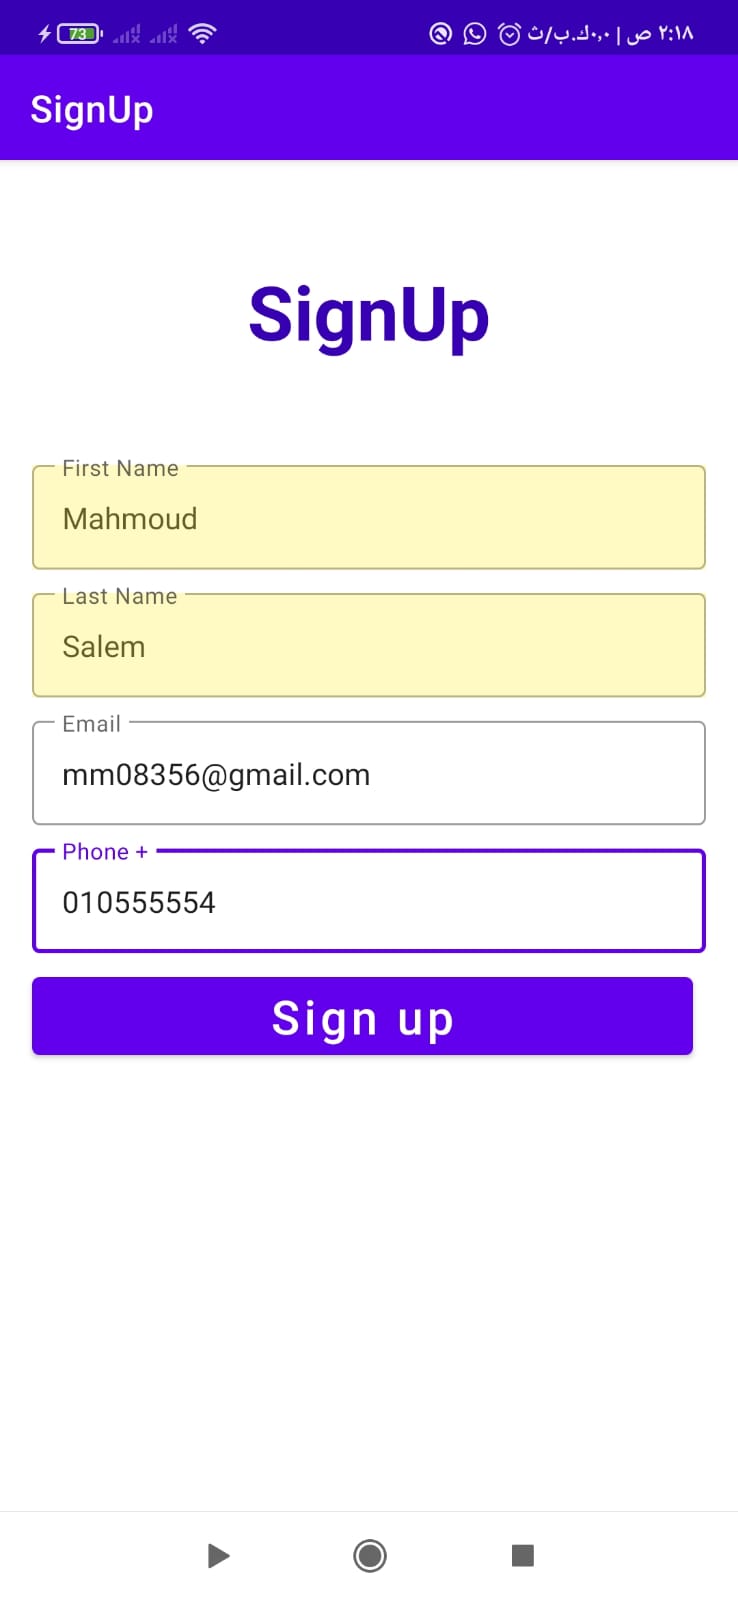 73
٢:١٨ ص | ٠,٠ك.ب/ث
SignUp
SignUp
First Name
Mahmoud
Last Name
Salem
Email
mm08356@gmail.com
Phone +
010555554
Sign up